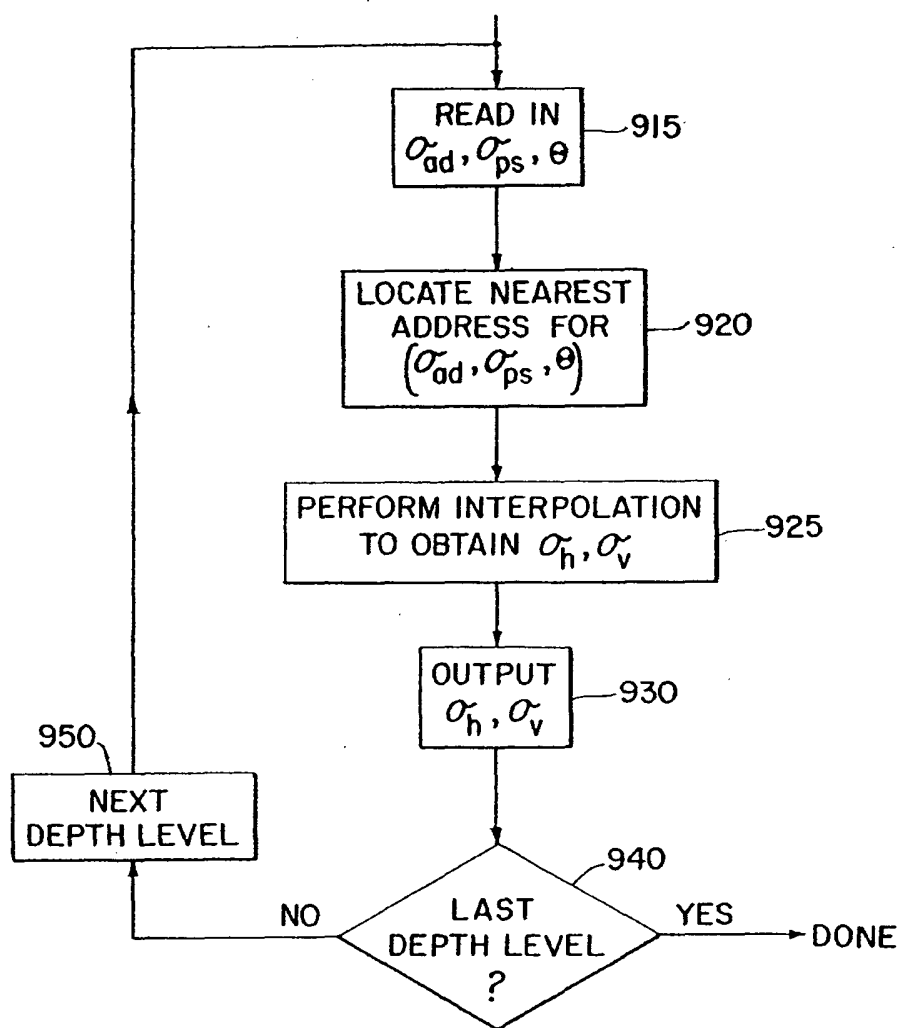 READ IN
σad, σps, θ
915
LOCATE NEAREST
ADDRESS FOR
(σad, σps, θ)
920
PERFORM INTERPOLATION
TO OBTAIN σh, σv
925
OUTPUT
σh, σv
930
950
NEXT
DEPTH LEVEL
940
LAST
DEPTH LEVEL
?
NO
YES
DONE